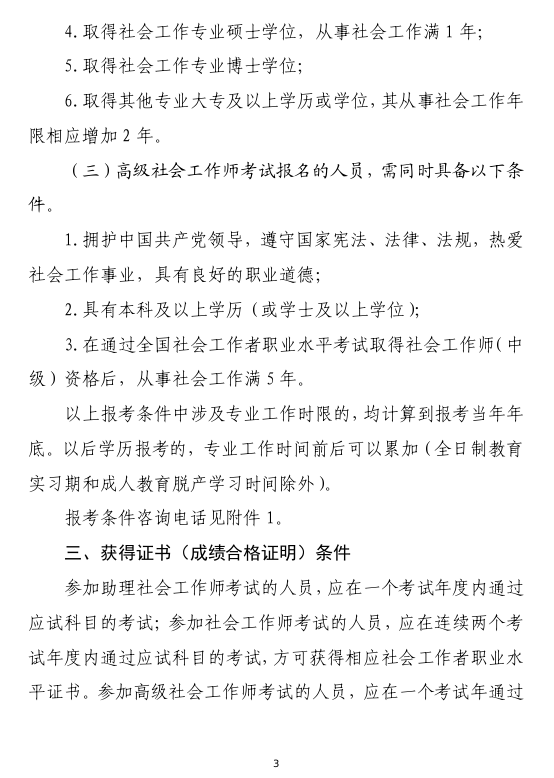 4. 取得社会工作专业硕士学位，从事社会工作满 1 年；
5. 取得社会工作专业博士学位；
6. 取得其他专业大专及以上学历或学位，其从事社会工作年
限相应增加 2 年。
（三）高级社会工作师考试报名的人员，需同时具备以下条
件。
1. 拥护中国共产党领导，遵守国家宪法、法律、法规，热爱
社会工作事业，具有良好的职业道德；
2. 具有本科及以上学历（或学士及以上学位）；
3. 在通过全国社会工作者职业水平考试取得社会工作师（中
级）资格后，从事社会工作满 5 年。
以上报考条件中涉及专业工作时限的，均计算到报考当年年
底。以后学历报考的，专业工作时间前后可以累加（全日制教育
实习期和成人教育脱产学习时间除外）。
报考条件咨询电话见附件 1。
三、获得证书（成绩合格证明）条件
参加助理社会工作师考试的人员，应在一个考试年度内通过
应试科目的考试；参加社会工作师考试的人员，应在连续两个考
试年度内通过应试科目的考试，方可获得相应社会工作者职业水
平证书。参加高级社会工作师考试的人员，应在一个考试年通过
3